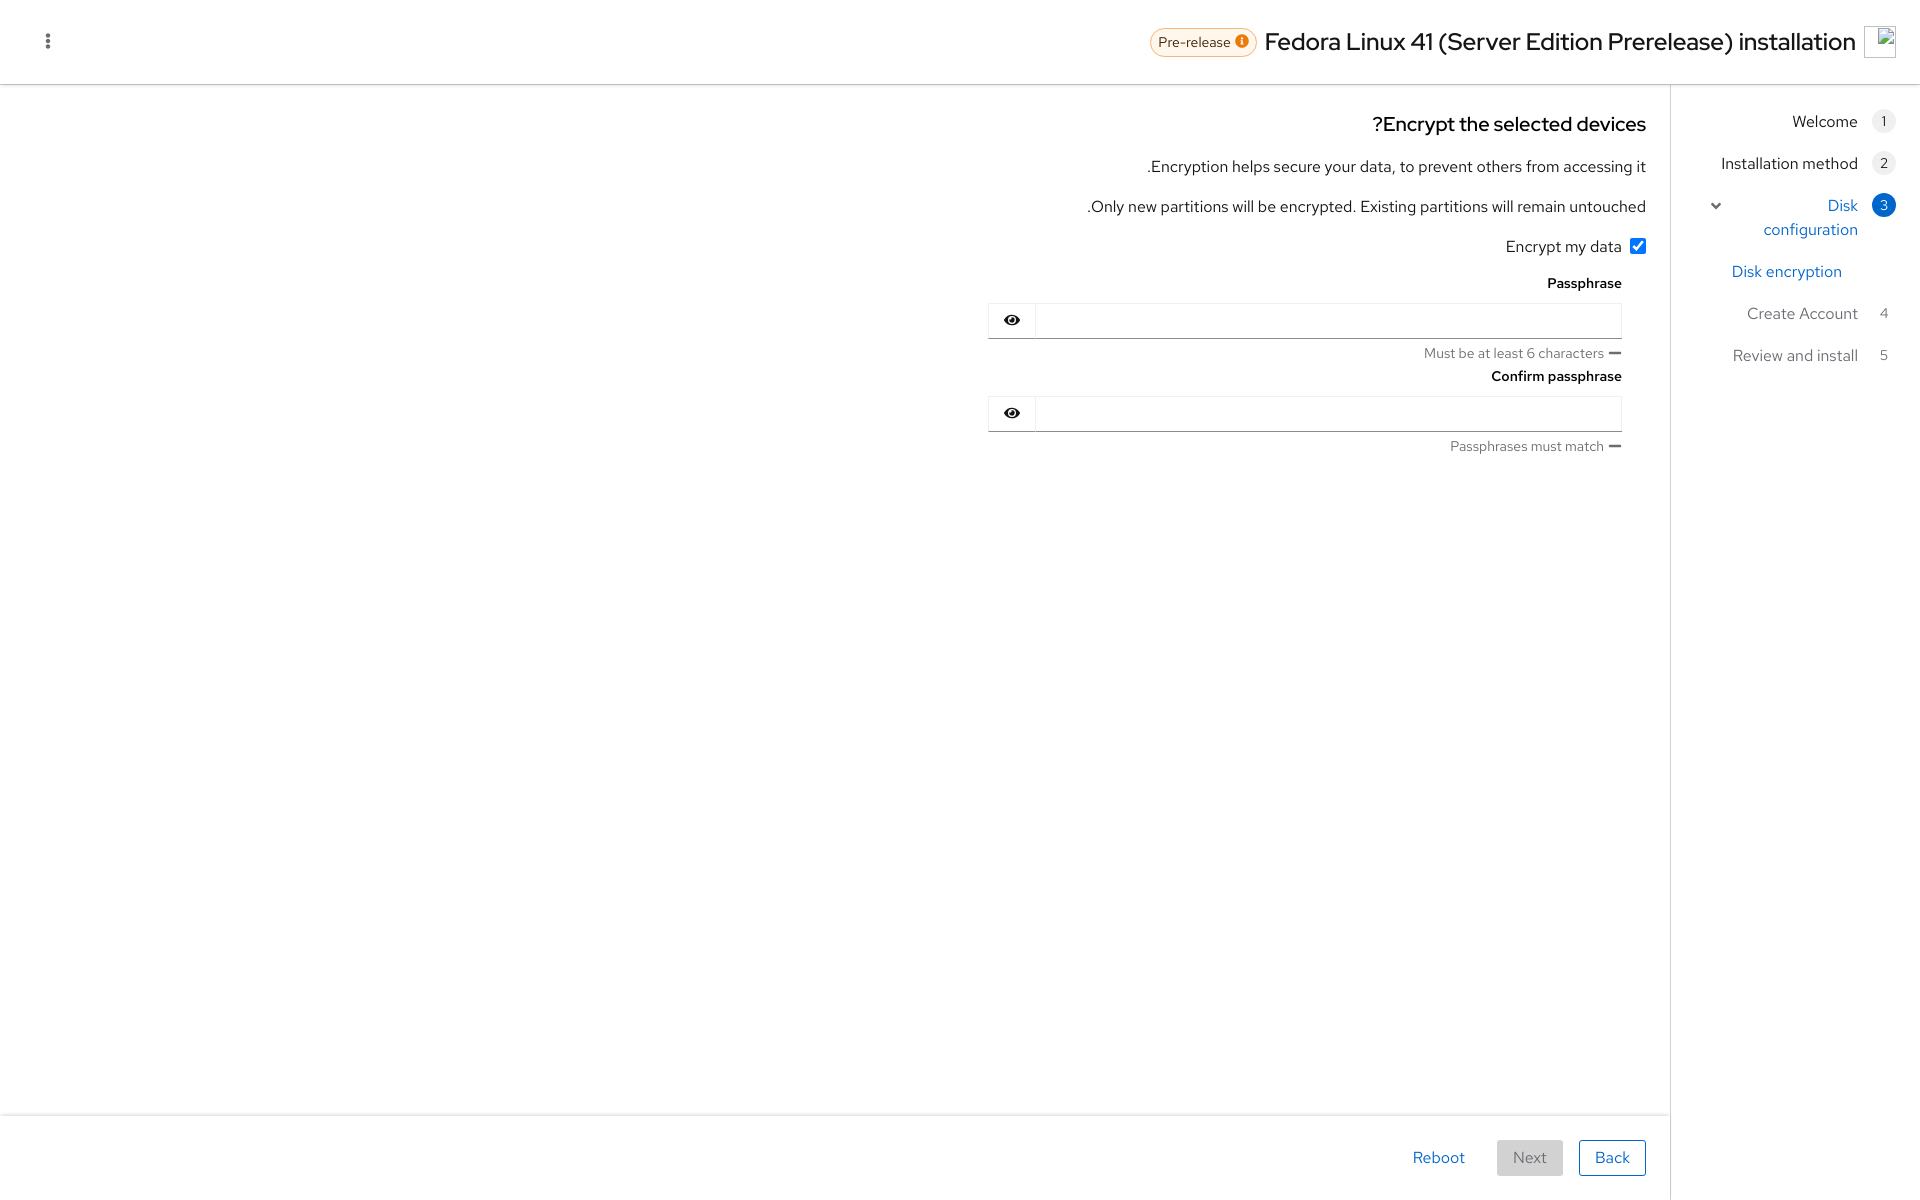 Fedora Linux 41 (Server Edition Prerelease) installation
Pre-release
1 Welcome
2 Installation method
3 Disk
configuration
Disk encryption
4 Create Account
5 Review and install
?Encrypt the selected devices
.Encryption helps secure your data, to prevent others from accessing it
.Only new partitions will be encrypted. Existing partitions will remain untouched
Encrypt my data
Passphrase
Must be at least 6 characters
Confirm passphrase
Passphrases must match
Back
Next
Reboot